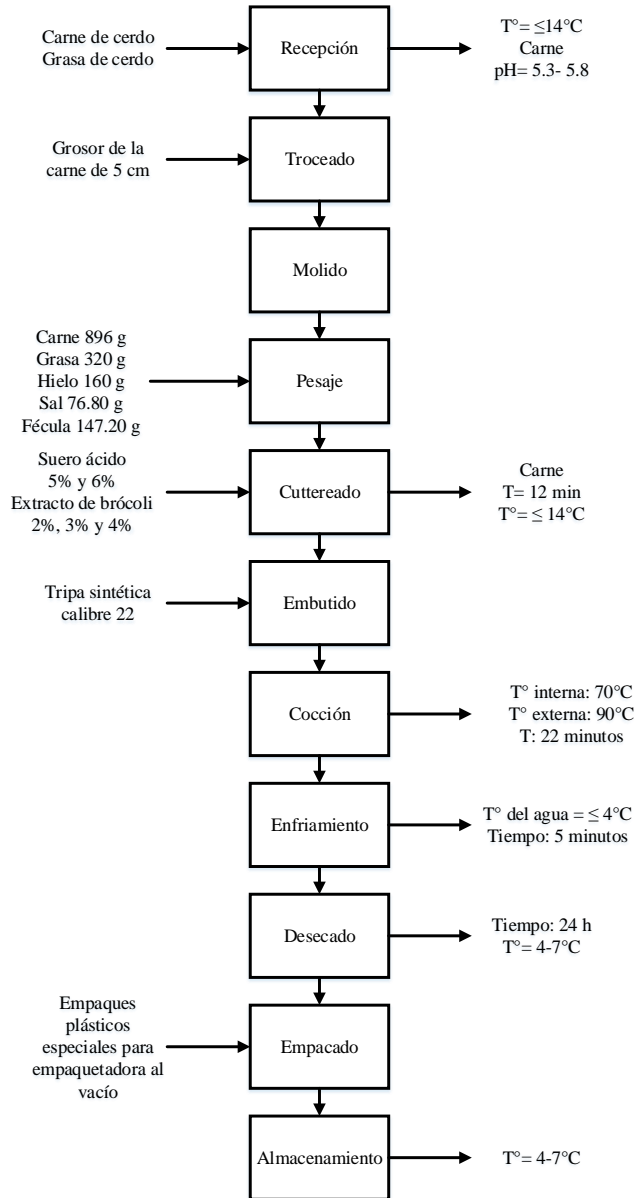 Carne de cerdo
Grasa de cerdo
Recepción
T°= ≤14°C
Carne
pH= 5.3- 5.8
Grosor de la
carne de 5 cm
Troceado
Molido
Carne 896 g
Grasa 320 g
Hielo 160 g
Sal 76.80 g
Fécula 147.20 g
Pesaje
Suero ácido
5% y 6%
Extracto de brócoli
2%, 3% y 4%
Cuttereado
Carne
T= 12 min
T°= ≤ 14°C
Tripa sintética
calibre 22
Embutido
Cocción
T° interna: 70°C
T° externa: 90°C
T: 22 minutos
Enfriamiento
T° del agua = ≤ 4°C
Tiempo: 5 minutos
Desecado
Tiempo: 24 h
T°= 4-7°C
Empaques
plásticos
especiales para
empaquetadora al
vacío
Empacado
Almacenamiento
T°= 4-7°C